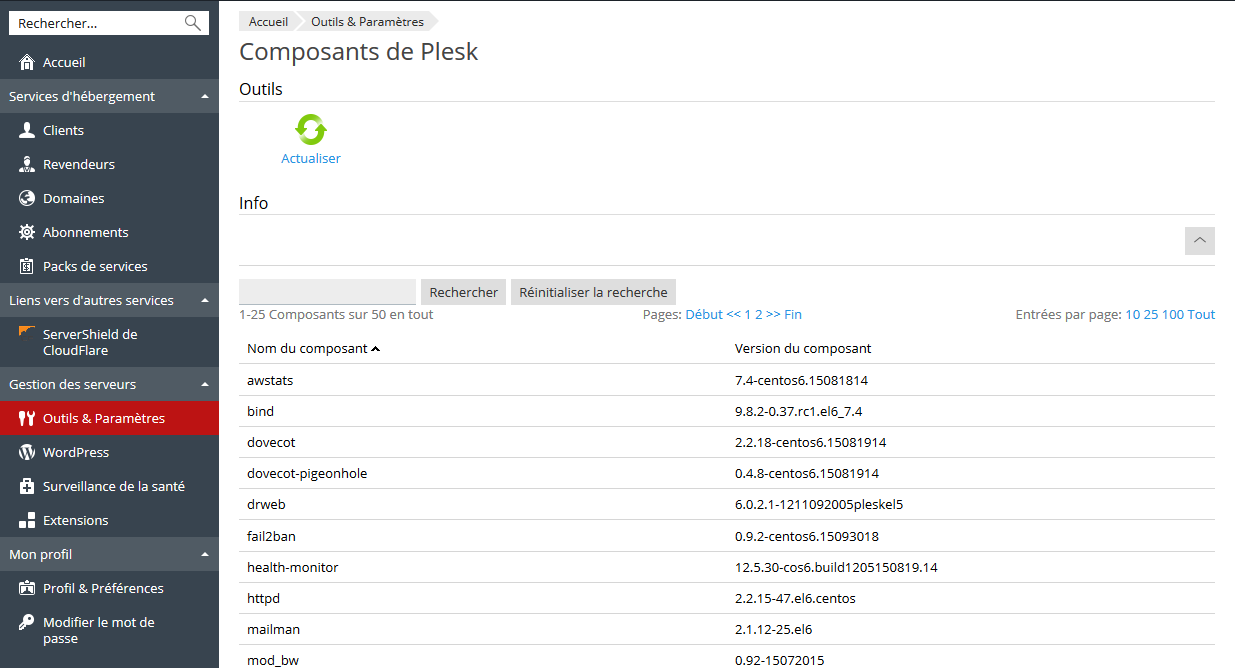 Rechercher...
Accueil
Services d'hébergement
Clients
Revendeurs
Domaines
Abonnements
Packs de services
Liens vers d'autres services
ServerShield de
CloudFlare
Gestion des serveurs
Outils & Paramètres
WordPress
Surveillance de la santé
Extensions
Mon profil
Profil & Préférences
Modifier le mot de
passe
Accueil Outils & Paramètres
Composants de Plesk
Outils
Actualiser
Info
Rechercher Réinitialiser la recherche
1-25 Composants sur 50 en tout Pages: Début << 1 2 >> Fin Entrées par page: 10 25 100 Tout
Nom du composant Version du composant
awstats 7.4-centos6.15081814
bind 9.8.2-0.37.rc1.el6_7.4
dovecot 2.2.18-centos6.15081914
dovecot-pigeonhole 0.4.8-centos6.15081914
drweb 6.0.2.1-1211092005pleskel5
fail2ban 0.9.2-centos6.15093018
health-monitor 12.5.30-cos6.build1205150819.14
httpd 2.2.15-47.el6.centos
mailman 2.1.12-25.el6
mod_bw 0.92-15072015